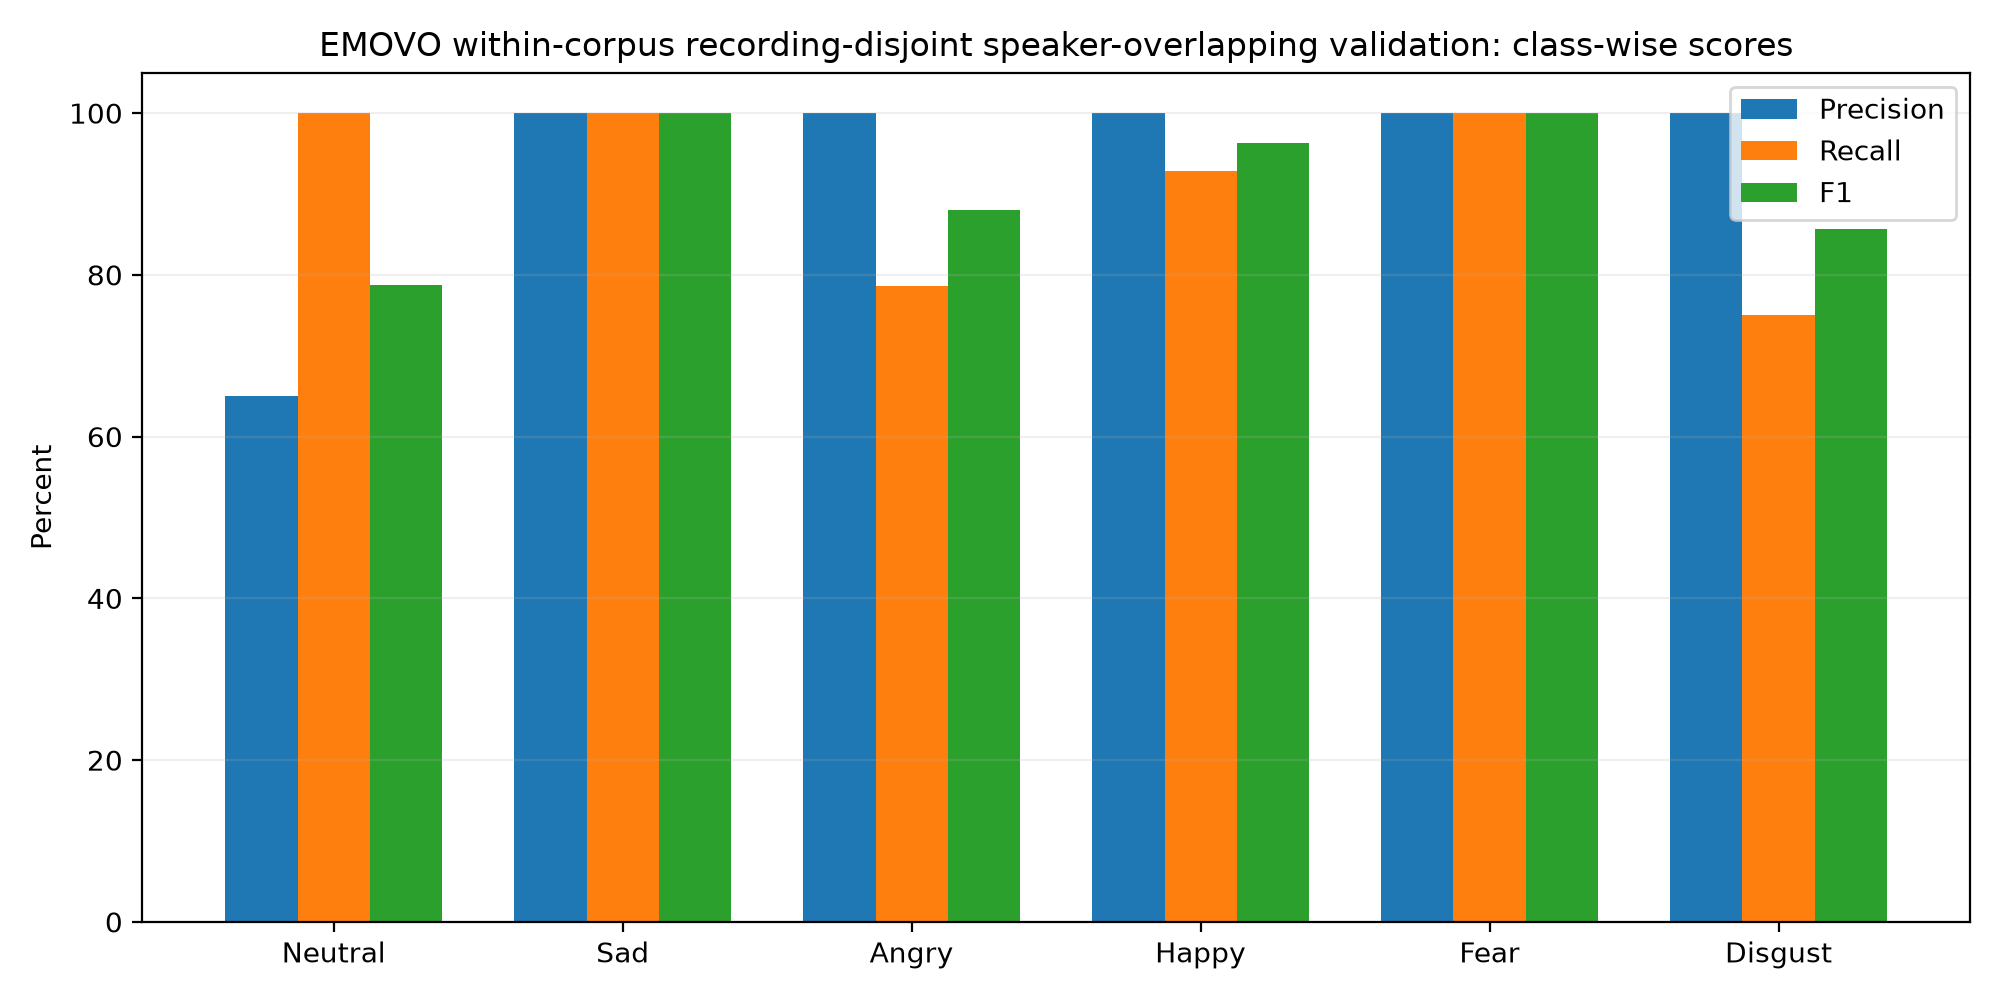 EMOVO within-corpus recording-disjoint speaker-overlapping validation: class-wise scores
Percent
100
80
60
40
20
0
Precision
Recall
F1
Neutral
Sad
Angry
Happy
Fear
Disgust